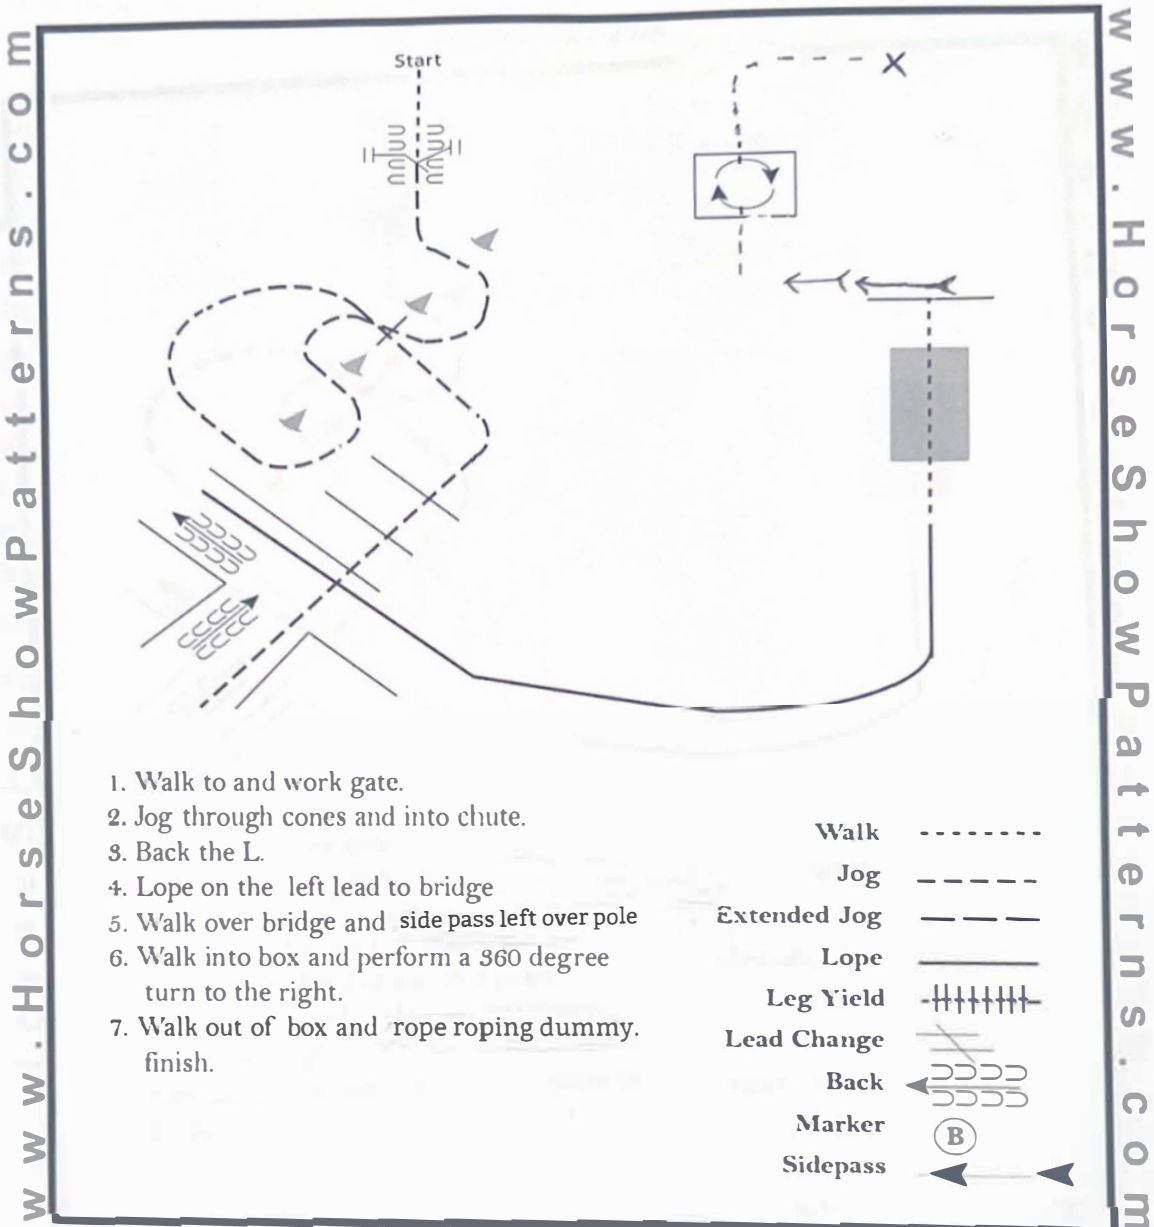 www.HorseShowPatterns.com
Start
X
1. Walk to and work gate.
2. Jog through cones and into chute.
3. Back the L.
4. Lope on the left lead to bridge
5. Walk over bridge and side pass left over pole
6. Walk into box and perform a 360 degree
turn to the right.
7. Walk out of box and rope roping dummy.
finish.
Walk
Jog
Extended Jog
Lope
Leg Yield
Lead Change
Back
Marker B
Sidepass
www.HorseShowPatterns.com